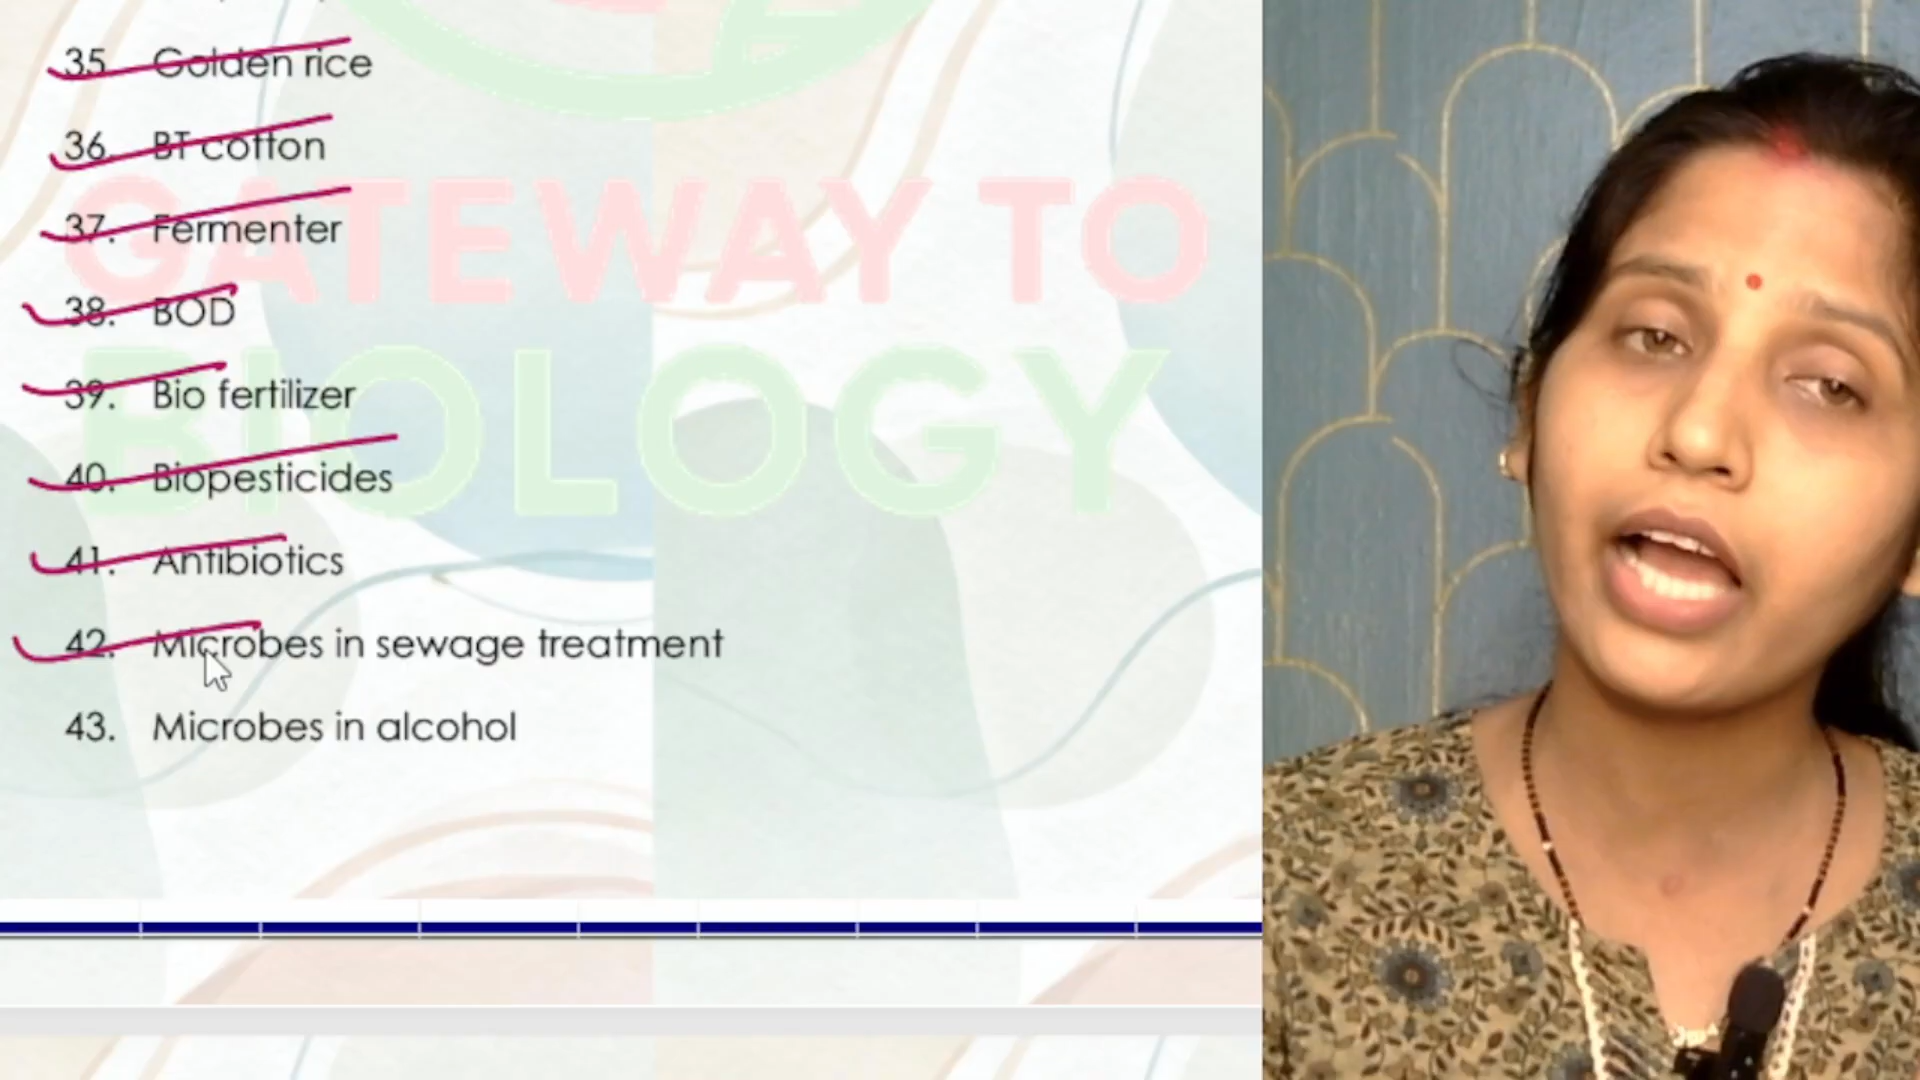 35. Golden rice
36. BT cotton
37. Fermenter
38. BOD
39. Bio fertilizer
40. Biopesticides
41. Antibiotics
42. Microbes in sewage treatment
43. Microbes in alcohol
GATEWAY TO
BIOLOGY